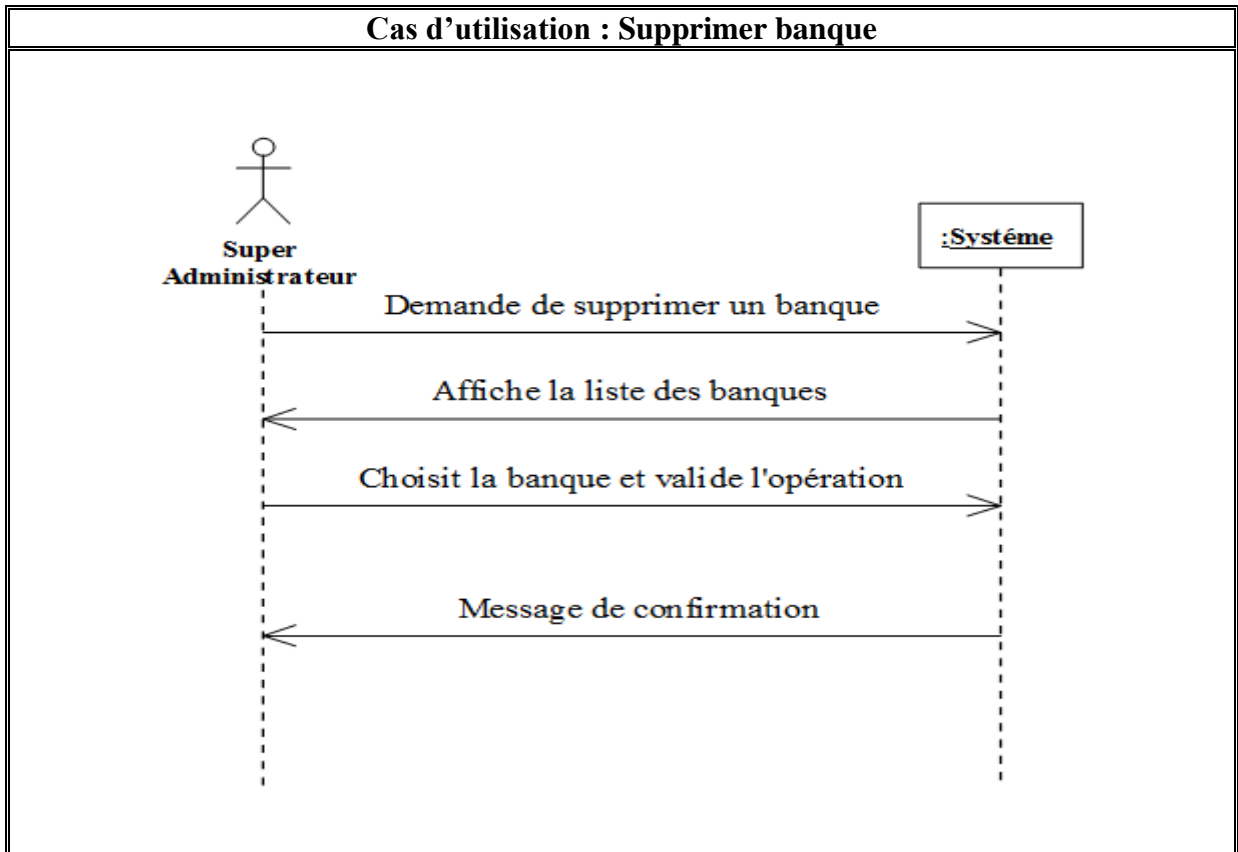 Cas d’utilisation : Supprimer banque
Super
Administrateur
:Systéme
Demande de supprimer un banque
Affiche la liste des banques
Choisit la banque et valide l'opération
Message de confirmation